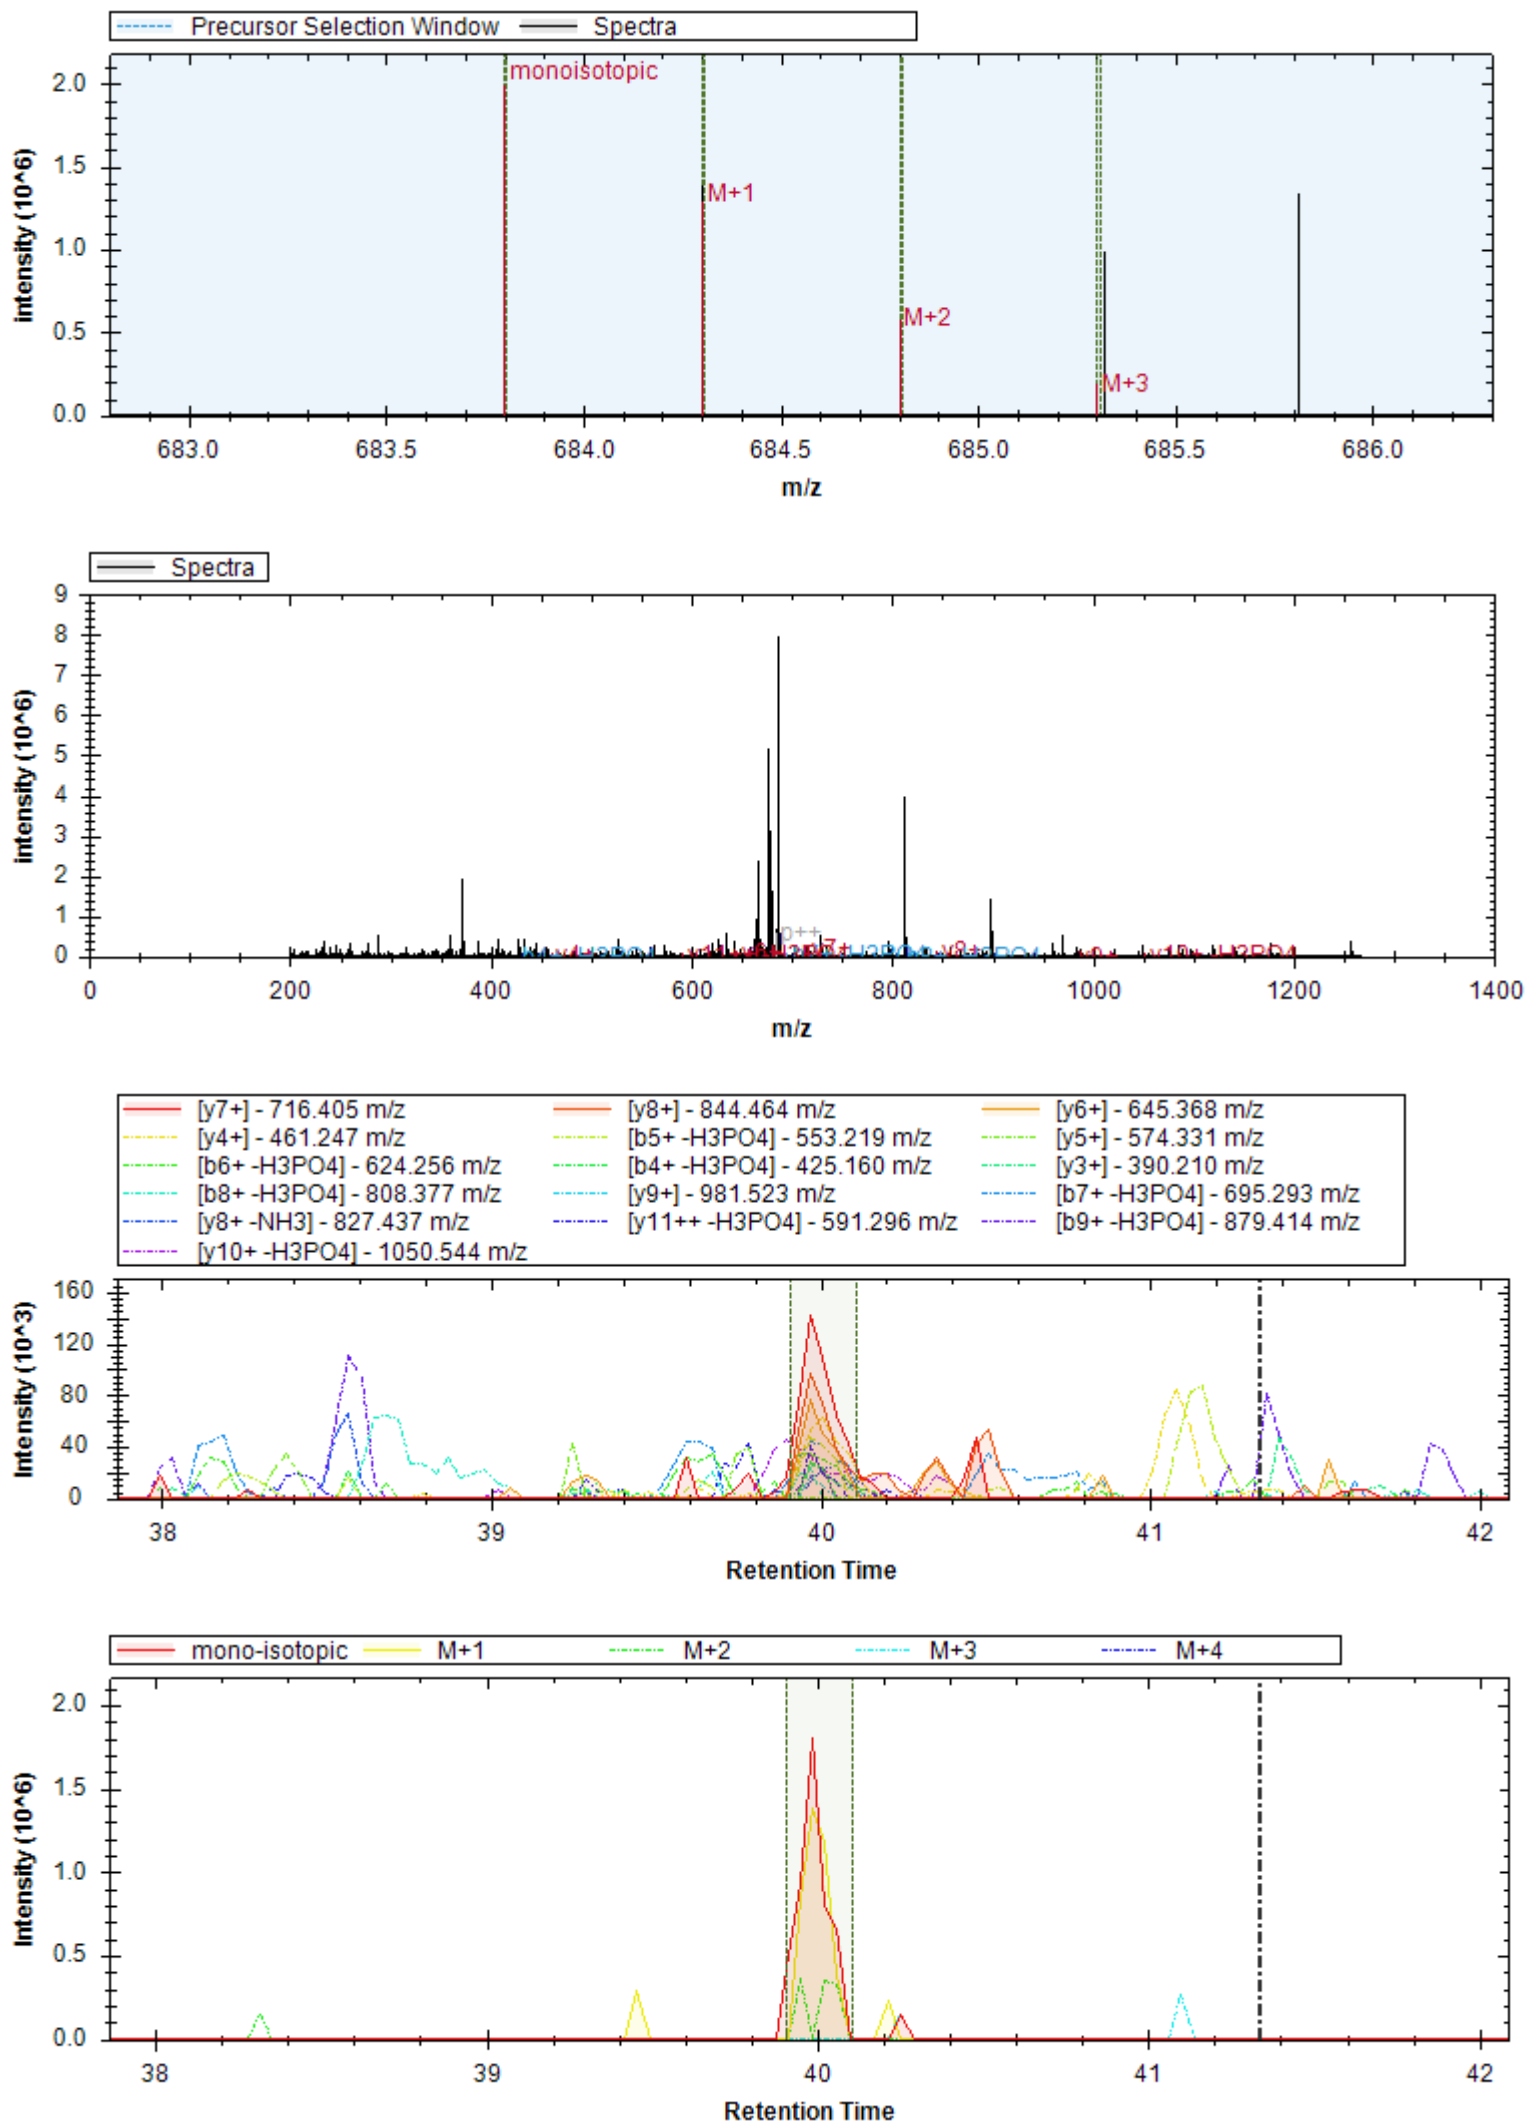 Precursor Selection Window Spectra
monoisotopic
M+1
M+2
M+3
2.0
1.5
1.0
0.5
0.0
intensity (10^6)
683.0 683.5 684.0 684.5 685.0 685.5 686.0
m/z
Spectra
9
8
7
6
5
4
3
2
1
0
intensity (10^6)
p++
0 200 400 600 800 1000 1200 1400
m/z
[y7+] - 716.405 m/z [y8+] - 844.464 m/z [y6+] - 645.368 m/z
[y4+] - 461.247 m/z [b5+ -H3PO4] - 553.219 m/z [y5+] - 574.331 m/z
[b6+ -H3PO4] - 624.256 m/z [b4+ -H3PO4] - 425.160 m/z [y3+] - 390.210 m/z
[b8+ -H3PO4] - 808.377 m/z [y9+] - 981.523 m/z [b7+ -H3PO4] - 695.293 m/z
[y8+ -NH3] - 827.437 m/z [y11++ -H3PO4] - 591.296 m/z [b9+ -H3PO4] - 879.414 m/z
[y10+ -H3PO4] - 1050.544 m/z
160
120
80
40
0
Intensity (10^3)
38 39 40 41 42
Retention Time
mono-isotopic M+1 M+2 M+3 M+4
2.0
1.5
1.0
0.5
0.0
Intensity (10^6)
38 39 40 41 42
Retention Time